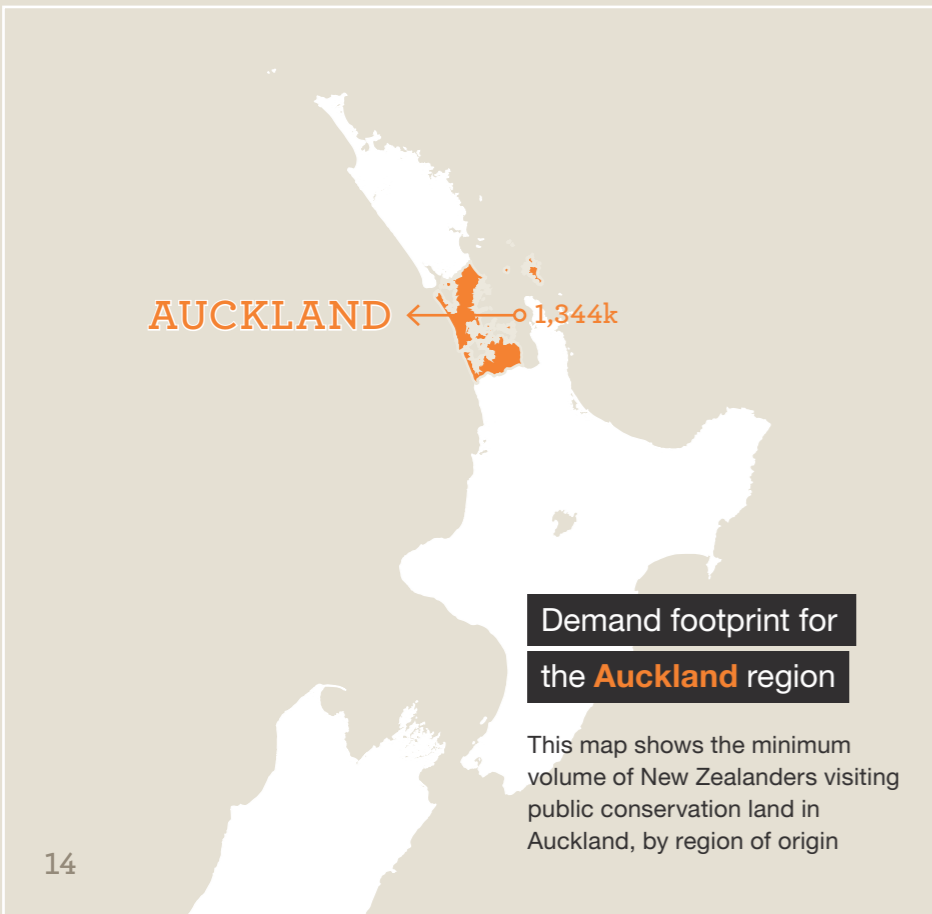 AUCKLAND
1,344k
Demand footprint for
the Auckland region
This map shows the minimum
volume of New Zealanders visiting
public conservation land in
Auckland, by region of origin
14